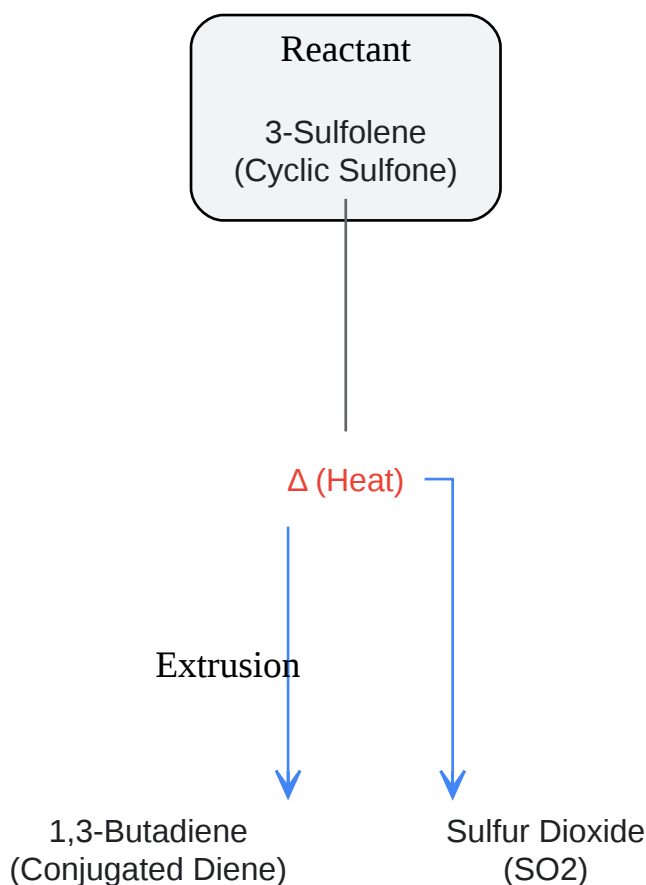 Reactant
3-Sulfolene
(Cyclic Sulfone)
Δ (Heat)
Extrusion
1,3-Butadiene
(Conjugated Diene)
Sulfur Dioxide
(SO2)